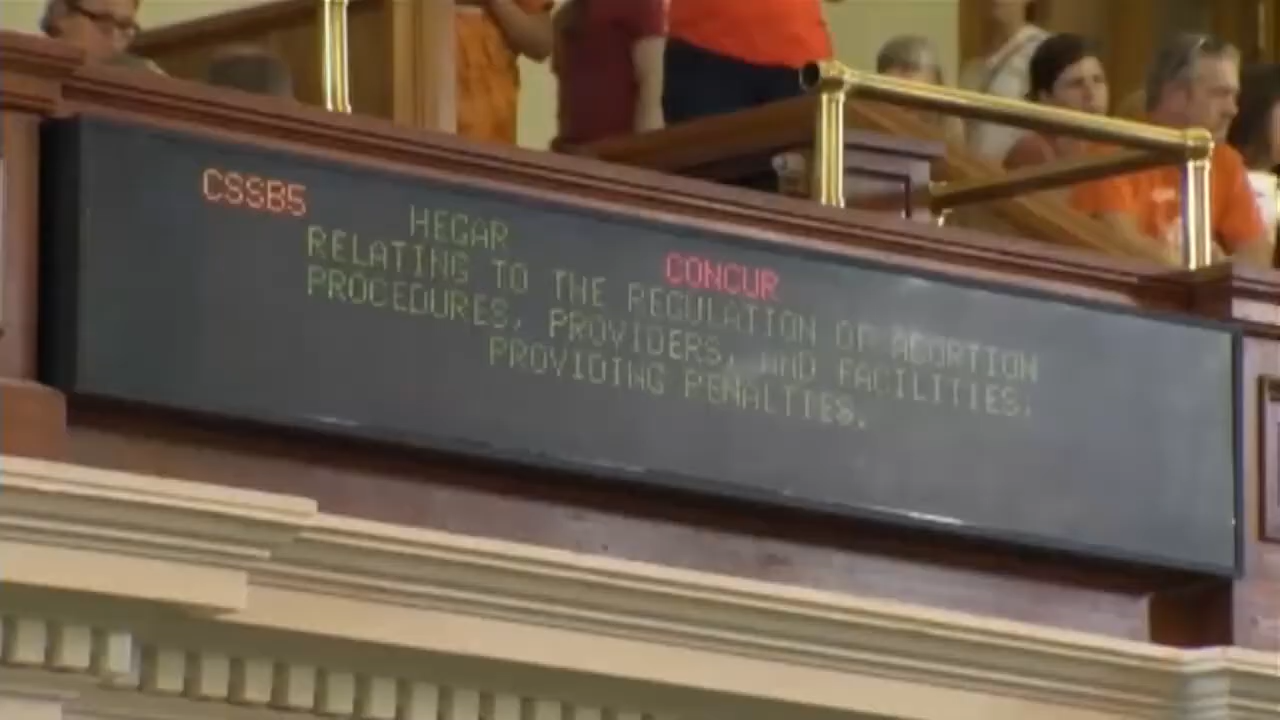 CSSB5 HEGAR CONCUR
RELATING TO THE REGULATION OF ABORTION
PROCEDURES, PROVIDERS, AND FACILITIES;
PROVIDING PENALTIES.